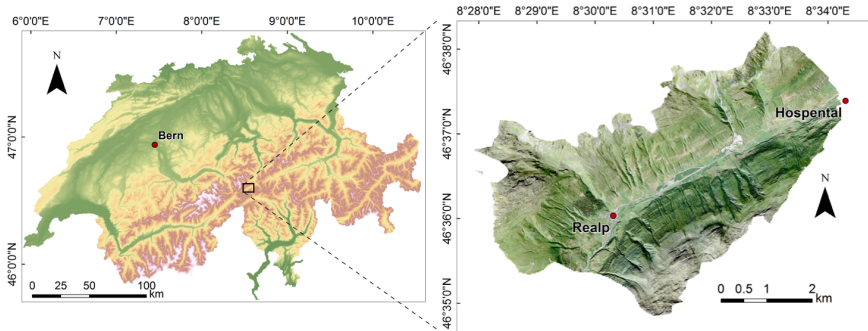 6°0'0"E 7°0'0"E 8°0'0"E 9°0'0"E 10°0'0"E
N
47°0'0"N
46°0'0"N
Bern
0 25 50 100
km
8°28'0"E 8°29'0"E 8°30'0"E 8°31'0"E 8°32'0"E 8°33'0"E 8°34'0"E
46°38'0"N
46°37'0"N
46°36'0"N
46°35'0"N
Hospental
Realp
N
0 0.5 1 2
km